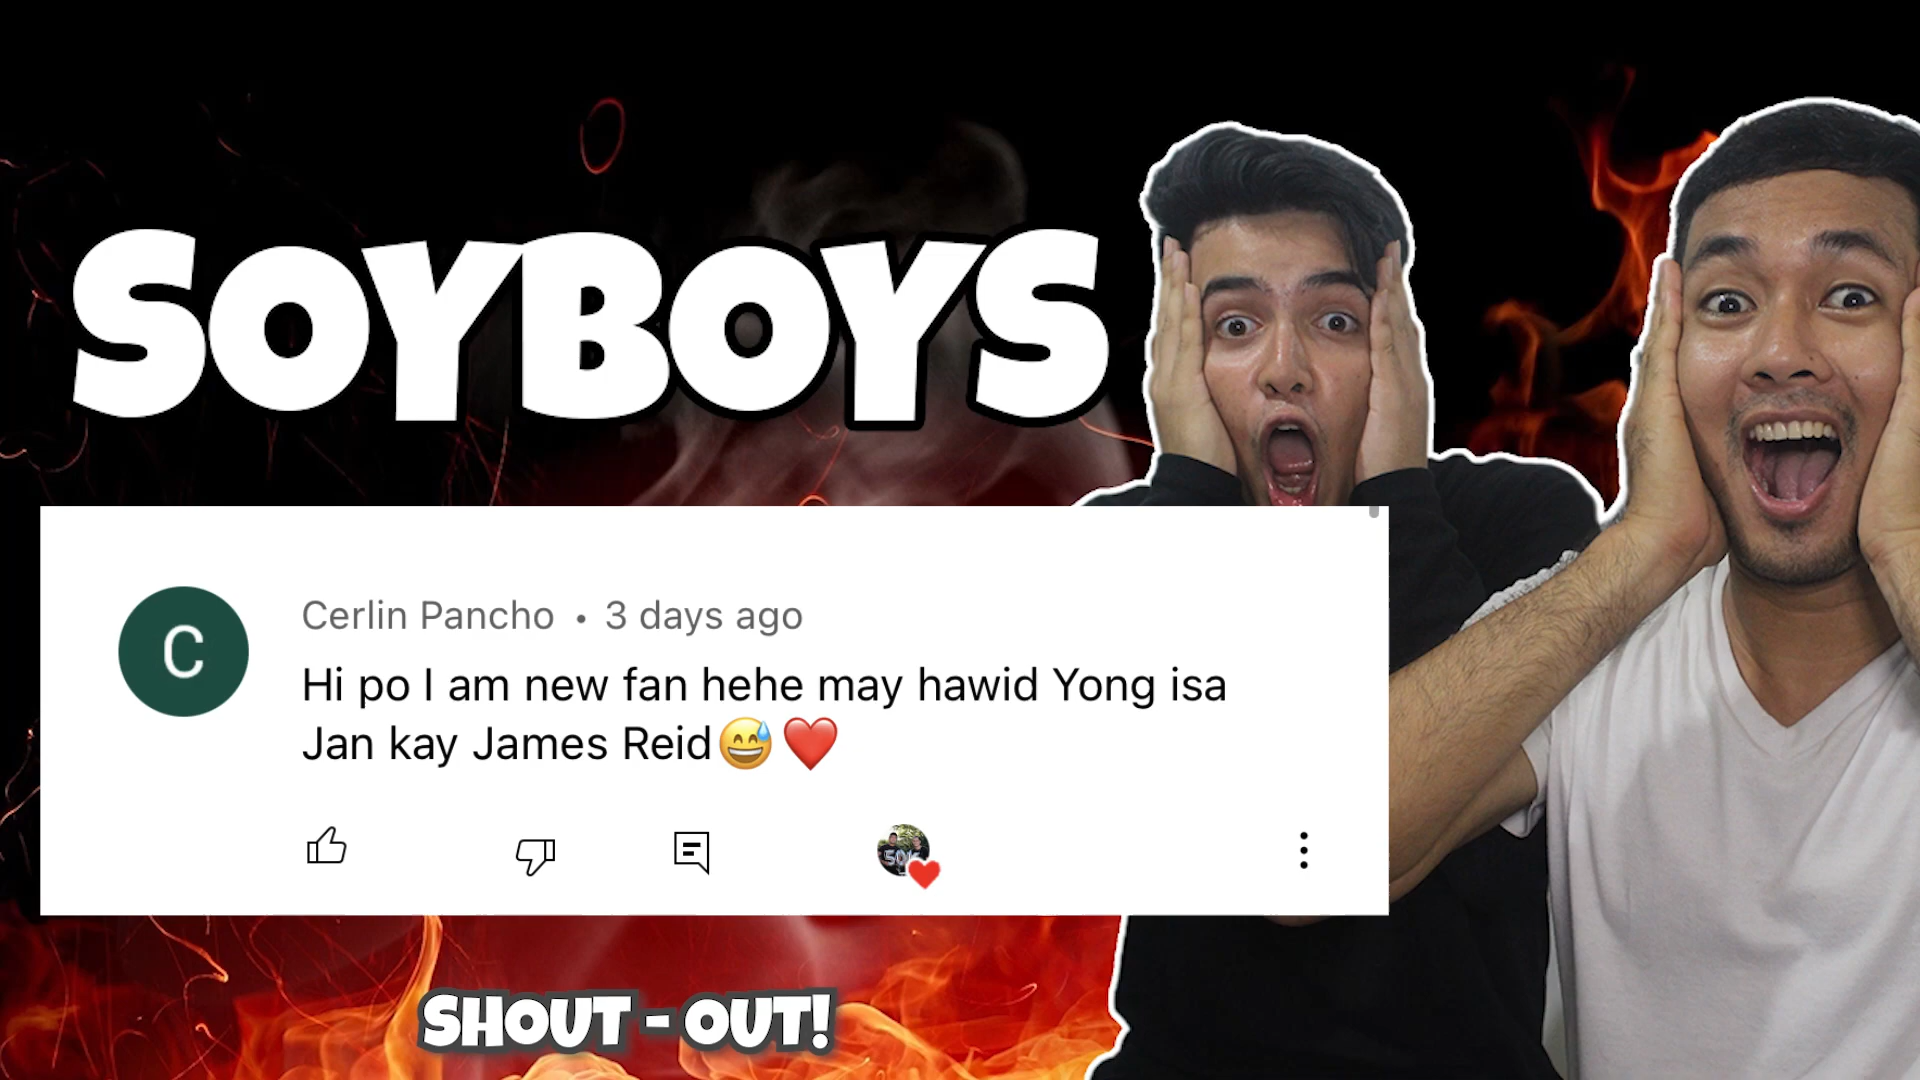 SOYBOYS
C
Cerlin Pancho • 3 days ago
Hi po I am new fan hehe may hawid Yong isa
Jan kay James Reid😅❤️
SHOUT - OUT!